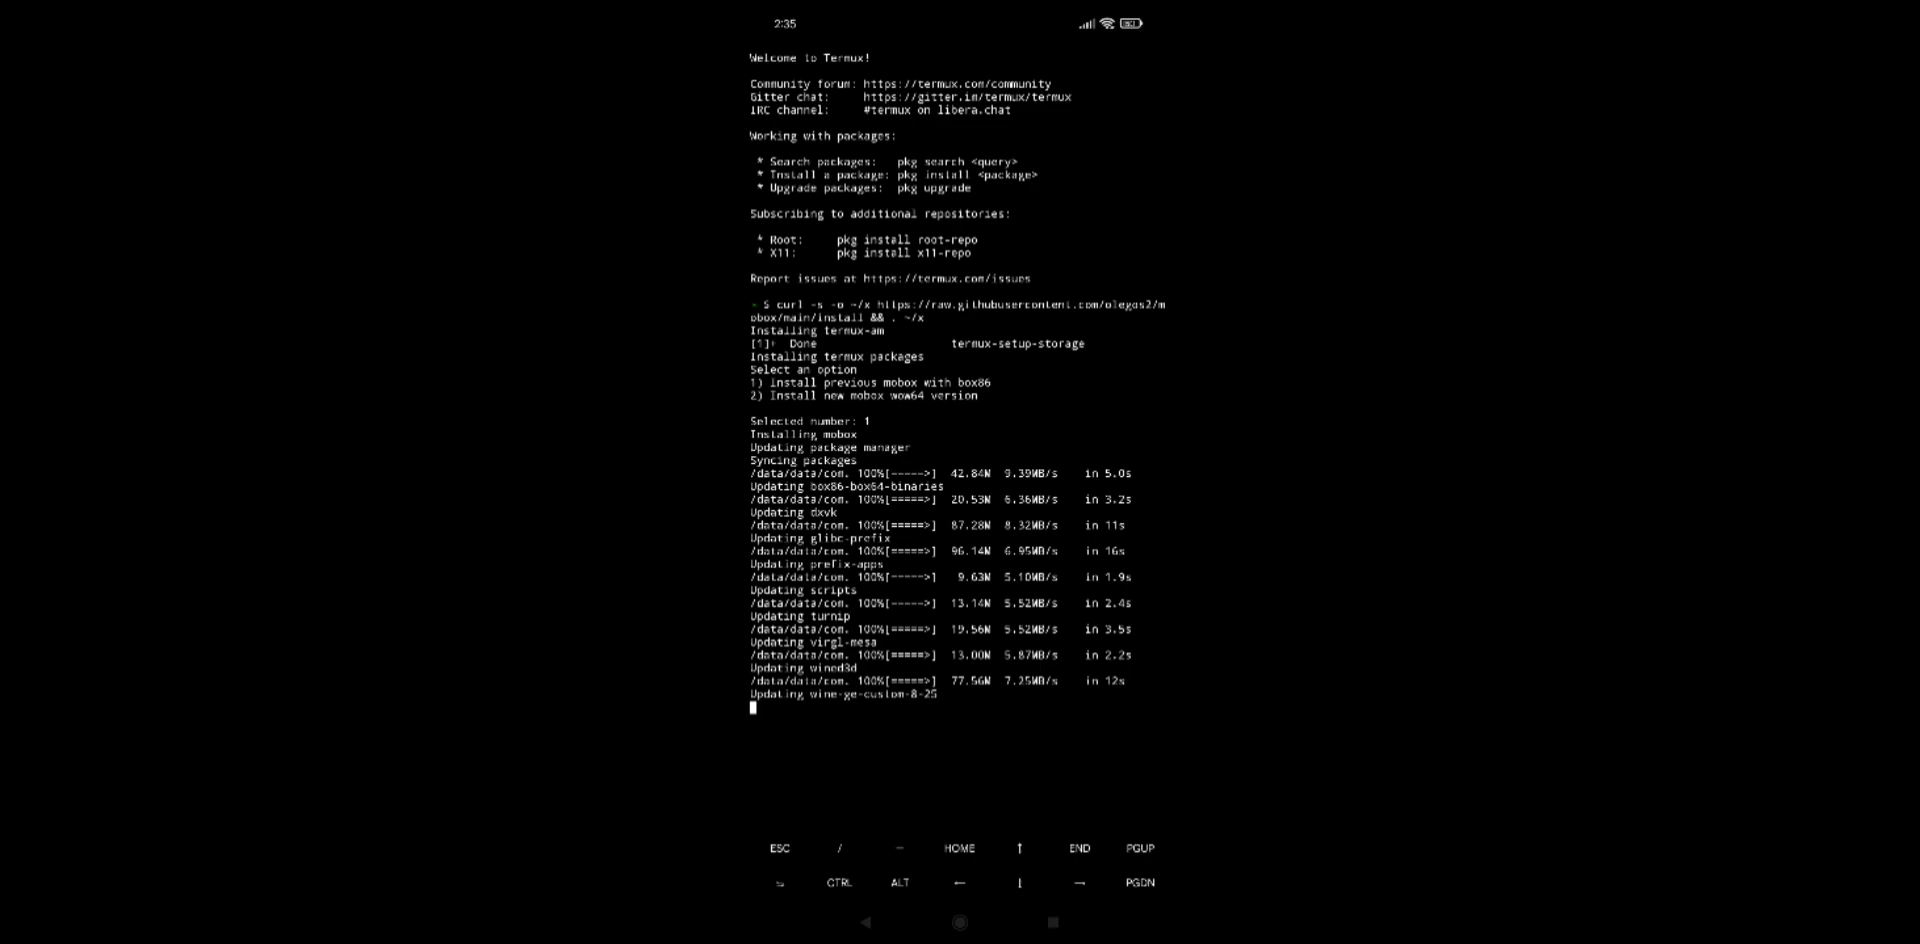 2:35
Welcome to Termux!
Community forum: https://termux.com/community
Gitter chat: https://gitter.im/termux/termux
IRC channel: #termux on libera.chat
Working with packages:
* Search packages: pkg search <query>
* Install a package: pkg install <package>
* Upgrade packages: pkg upgrade
Subscribing to additional repositories:
* Root: pkg install root-repo
* X11: pkg install x11-repo
Report issues at https://termux.com/issues
~ $ curl -s -o ~/x https://raw.githubusercontent.com/olegos2/m
obox/main/install && . ~/x
Installing termux-am
[1]+ Done termux-setup-storage
Installing termux packages
Select an option
1) Install previous mobox with box86
2) Install new mobox wow64 version
Selected number: 1
Installing mobox
Updating package manager
Syncing packages
/data/data/com. 100%[=====>] 42.84M 9.39MB/s in 5.0s
Updating box86-box64-binaries
/data/data/com. 100%[=====>] 20.53M 6.36MB/s in 3.2s
Updating dxvk
/data/data/com. 100%[=====>] 87.28M 8.32MB/s in 11s
Updating glibc-prefix
/data/data/com. 100%[=====>] 96.14M 6.95MB/s in 16s
Updating prefix-apps
/data/data/com. 100%[=====>] 9.63M 5.10MB/s in 1.9s
Updating scripts
/data/data/com. 100%[=====>] 13.14M 5.52MB/s in 2.4s
Updating turnip
/data/data/com. 100%[=====>] 19.56M 5.52MB/s in 3.5s
Updating virgl-mesa
/data/data/com. 100%[=====>] 13.00M 5.87MB/s in 2.2s
Updating wined3d
/data/data/com. 100%[=====>] 77.56M 7.25MB/s in 12s
Updating wine-ge-custom-8-25
ESC / — HOME ↑ END PGUP
CTRL ALT ← ↓ → PGDN